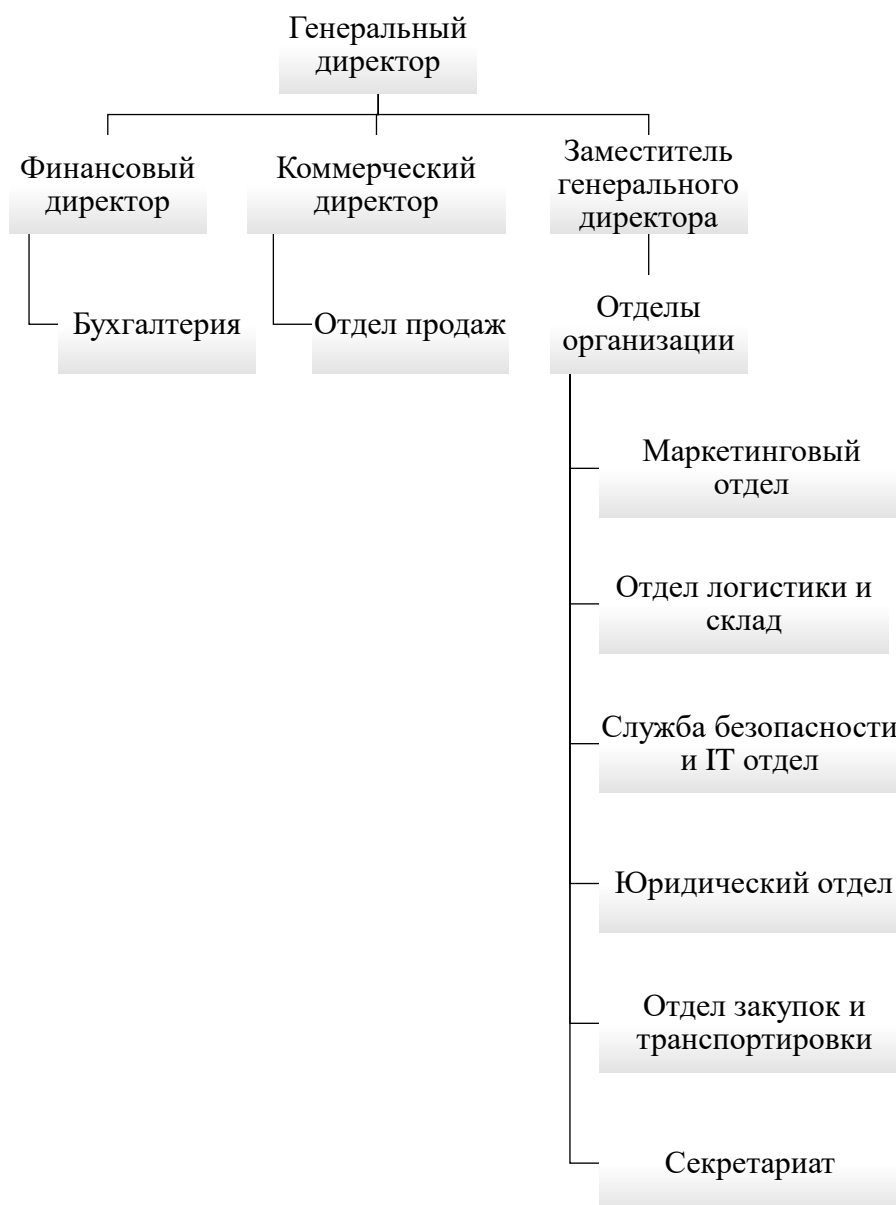 Генеральный
директор
Финансовый
директор
Коммерческий
директор
Заместитель
генерального
директора
Бухгалтерия
Отдел продаж
Отделы
организации
Маркетинговый
отдел
Отдел логистики и
склад
Служба безопасности
и IT отдел
Юридический отдел
Отдел закупок и
транспортировки
Секретариат